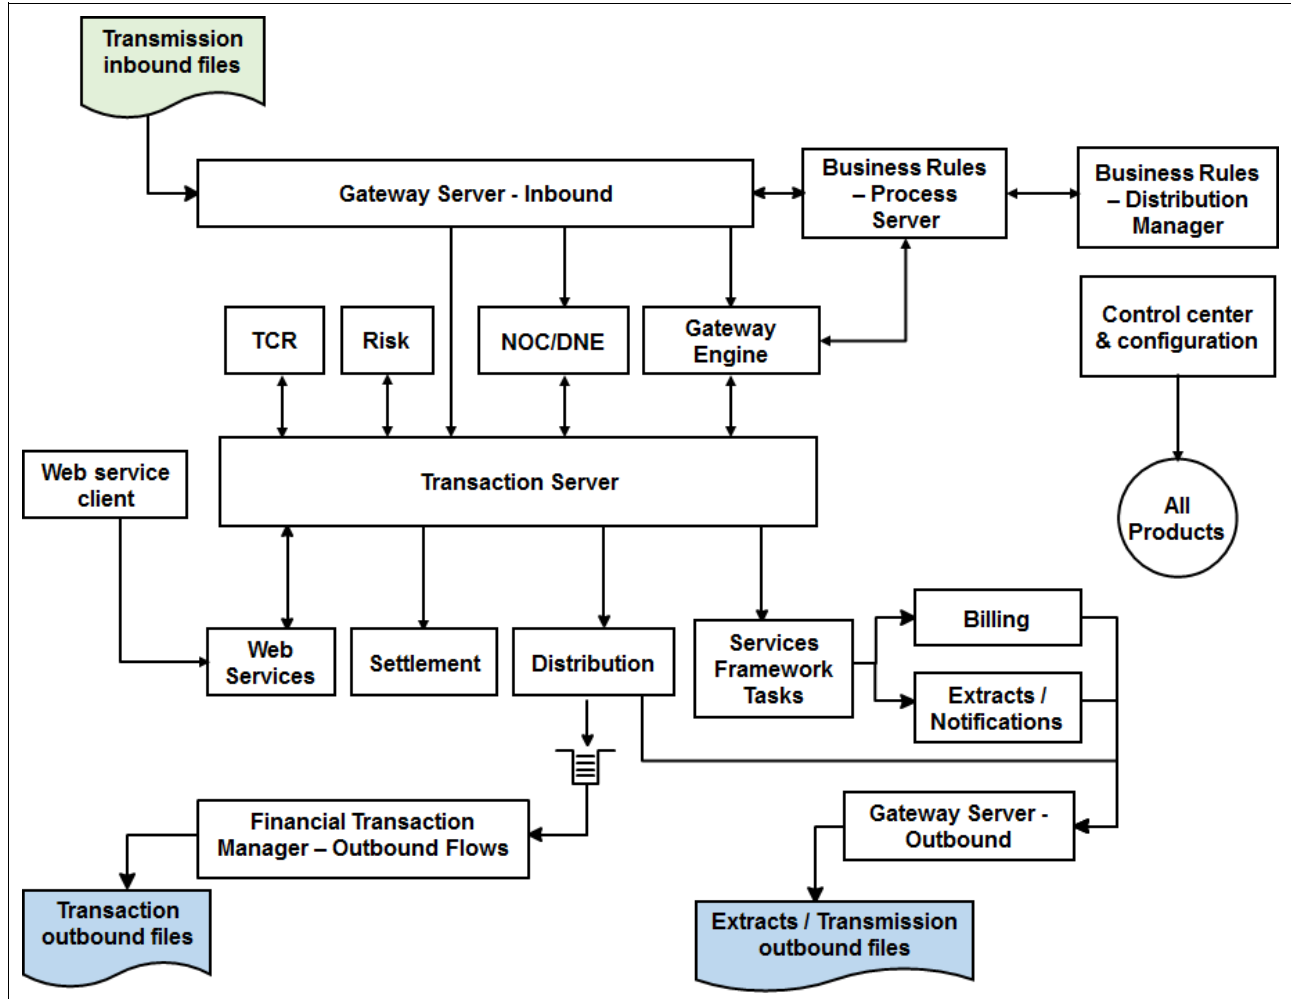 Transmission
inbound files
Gateway Server - Inbound
Business Rules
– Process
Server
Business Rules
– Distribution
Manager
Control center
& configuration
TCR
Risk
NOC/DNE
Gateway
Engine
Web service
client
Transaction Server
All
Products
Web
Services
Settlement
Distribution
Services
Framework
Tasks
Billing
Extracts /
Notifications
Financial Transaction
Manager – Outbound Flows
Gateway Server -
Outbound
Transaction
outbound files
Extracts / Transmission
outbound files